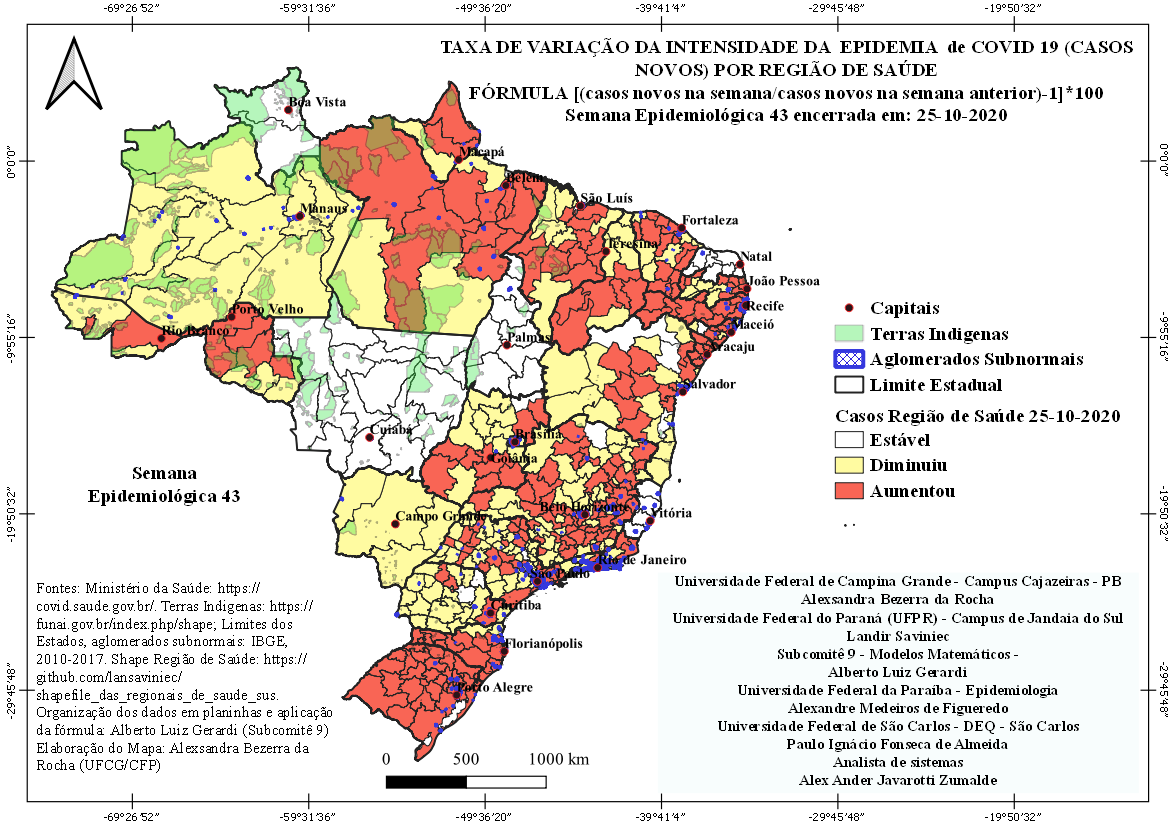 -69°26′52″
-59°31′36″
-49°36′20″
-39°41′4″
-29°45′48″
-19°50′32″
TAXA DE VARIAÇÃO DA INTENSIDADE DA EPIDEMIA de COVID 19 (CASOS
NOVOS) POR REGIÃO DE SAÚDE
FÓRMULA [(casos novos na semana/casos novos na semana anterior)-1]*100
Semana Epidemiológica 43 encerrada em: 25-10-2020
0°0′0″
0°0′0″
-9°55′16″
-9°55′16″
-19°50′32″
-19°50′32″
-29°45′48″
-29°45′48″
Boa Vista
Macapá
Belém
Manaus
São Luís
Fortaleza
Teresina
Natal
João Pessoa
Recife
Porto Velho
Maceió
Rio Branco
Palmas
Aracaju
Salvador
Cuiabá
Brasília
Goiânia
Belo Horizonte
Vitória
Campo Grande
Rio de Janeiro
São Paulo
Curitiba
Florianópolis
Porto Alegre
Capitais
Terras Indigenas
Aglomerados Subnormais
Limite Estadual
Casos Região de Saúde 25-10-2020
Estável
Diminuiu
Aumentou
Semana
Epidemiológica 43
Fontes: Ministério da Saúde: https://
covid.saude.gov.br/. Terras Indigenas: https://
funai.gov.br/index.php/shape; Limites dos
Estados, aglomerados subnormais: IBGE,
2010-2017. Shape Região de Saúde: https://
github.com/lansaviniec/
shapefile_das_regionais_de_saude_sus.
Organização dos dados em planinhas e aplicação
da fórmula: Alberto Luiz Gerardi (Subcomitê 9)
Elaboração do Mapa: Alexsandra Bezerra da
Rocha (UFCG/CFP)
0 500 1000 km
Universidade Federal de Campina Grande - Campus Cajazeiras - PB
Alexsandra Bezerra da Rocha
Universidade Federal do Paraná (UFPR) - Campus de Jandaia do Sul
Landir Saviniec
Subcomitê 9 - Modelos Matemáticos -
Alberto Luiz Gerardi
Universidade Federal da Paraíba - Epidemiologia
Alexandre Medeiros de Figueredo
Universidade Federal de São Carlos - DEQ - São Carlos
Paulo Ignácio Fonseca de Almeida
Analista de sistemas
Alex Ander Javarotti Zumalde
-69°26′52″
-59°31′36″
-49°36′20″
-39°41′4″
-29°45′48″
-19°50′32″